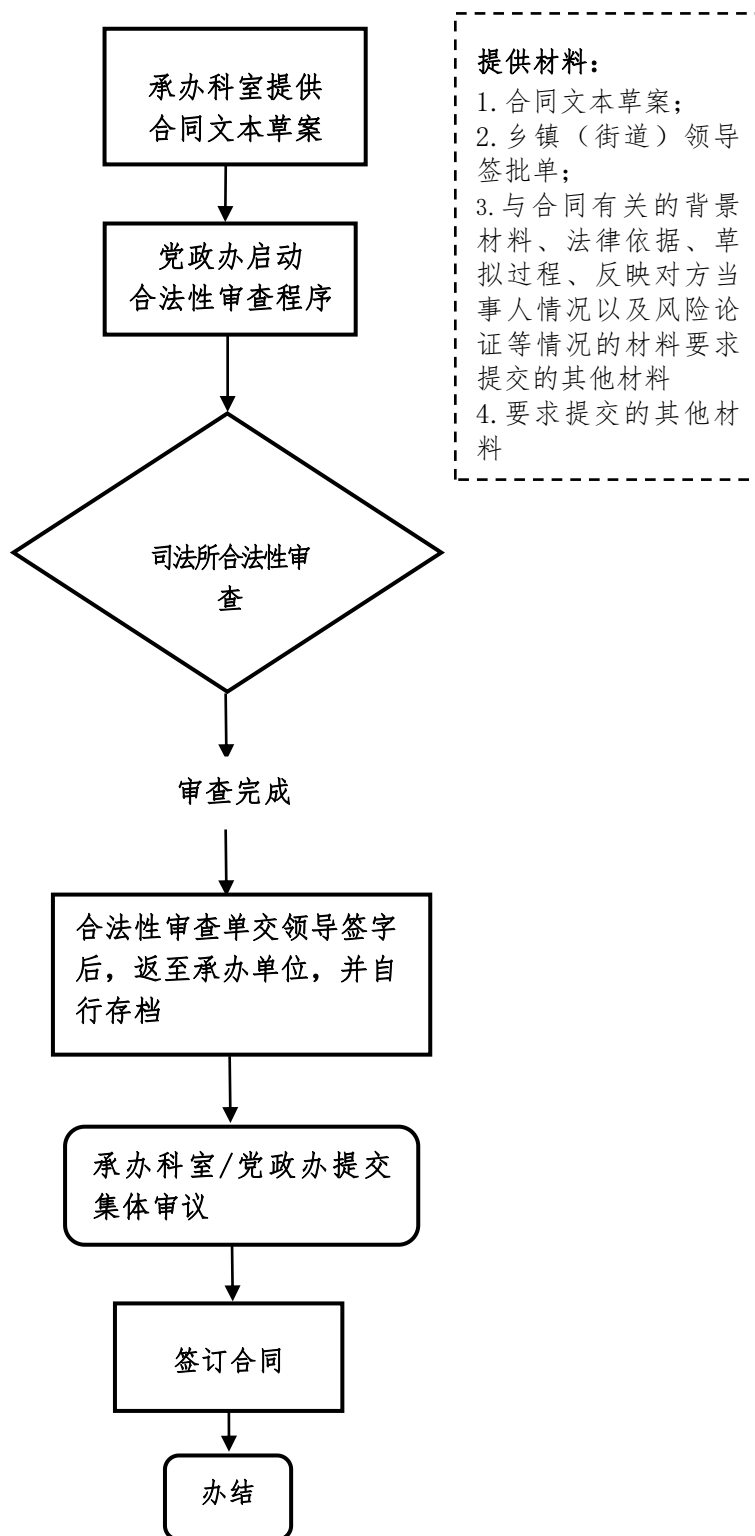 承办科室提供
合同文本草案
提供材料：
1.合同文本草案；
2.乡镇（街道）领导
签批单；
3.与合同有关的背景
材料、法律依据、草
拟过程、反映对方当
事人情况以及风险论
证等情况的材料要求
提交的其他材料
4.要求提交的其他材
料
党政办启动
合法性审查程序
司法所合法性审
查
审查完成
合法性审查单交领导签字
后，返至承办单位，并自
行存档
承办科室/党政办提交
集体审议
签订合同
办结